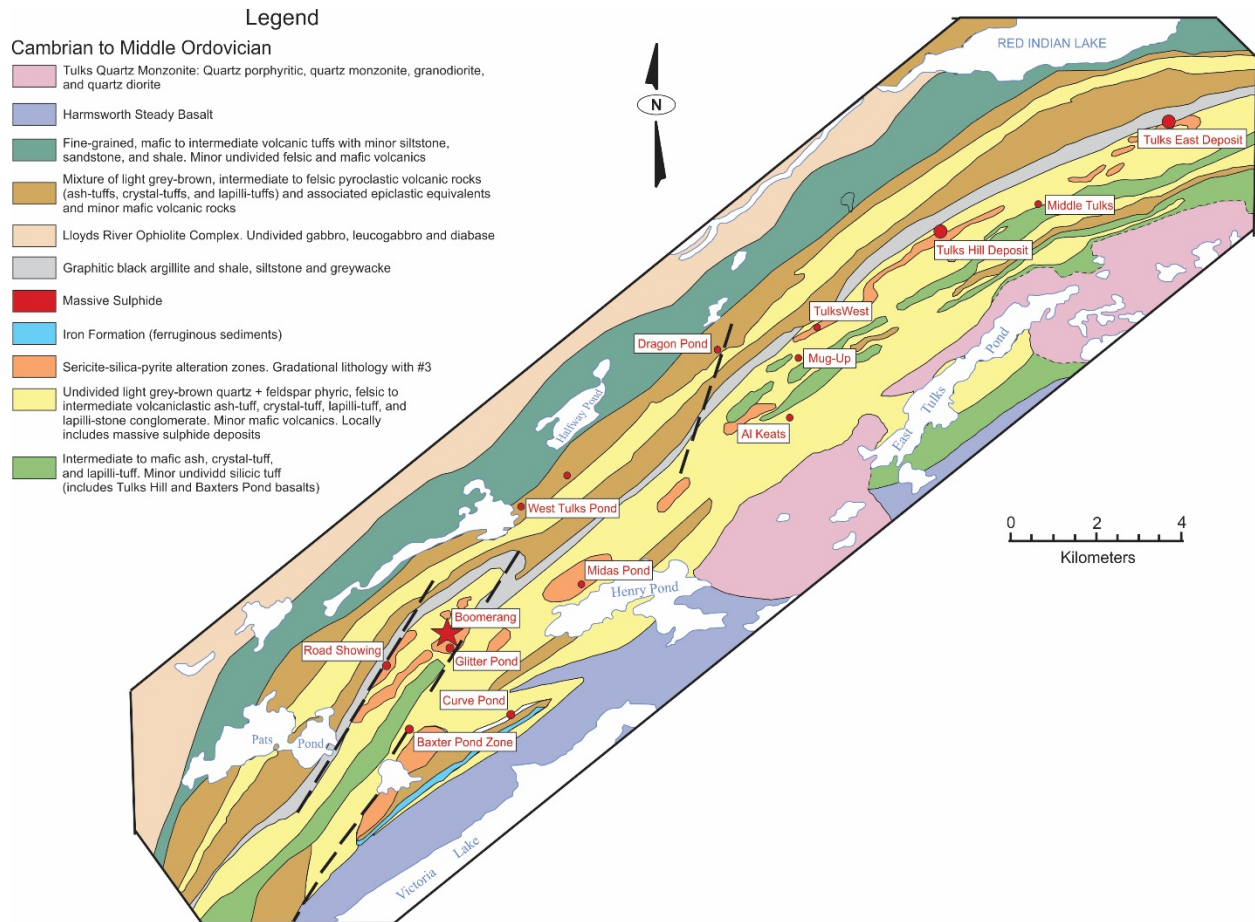 Legend
Cambrian to Middle Ordovician
Tulks Quartz Monzonite: Quartz porphyritic, quartz monzonite, granodiorite,
and quartz diorite
Harmsworth Steady Basalt
Fine-grained, mafic to intermediate volcanic tuffs with minor siltstone,
sandstone, and shale. Minor undivided felsic and mafic volcanics
Mixture of light grey-brown, intermediate to felsic pyroclastic volcanic rocks
(ash-tuffs, crystal-tuffs, and lapilli-tuffs) and associated epiclastic equivalents
and minor mafic volcanic rocks
Lloyds River Ophiolite Complex. Undivided gabbro, leucogabbro and diabase
Graphitic black argillite and shale, siltstone and greywacke
Massive Sulphide
Iron Formation (ferruginous sediments)
Sericite-silica-pyrite alteration zones. Gradational lithology with #3
Undivided light grey-brown quartz + feldspar phyric, felsic to
intermediate volcaniclastic ash-tuff, crystal-tuff, lapilli-tuff, and
lapilli-stone conglomerate. Minor mafic volcanics. Locally
includes massive sulphide deposits
Intermediate to mafic ash, crystal-tuff,
and lapilli-tuff. Minor undividd silicic tuff
(includes Tulks Hill and Baxters Pond basalts)
N
RED INDIAN LAKE
Tulks East Deposit
Middle Tulks
Tulks Hill Deposit
TulksWest
Dragon Pond
Mug-Up
Al Keats
Halfway Pond
East Tulks Pond
West Tulks Pond
Midas Pond
Henry Pond
Boomerang
Road Showing
Glitter Pond
Curve Pond
Baxter Pond Zone
Pats Pond
Victoria Lake
0 2 4
Kilometers